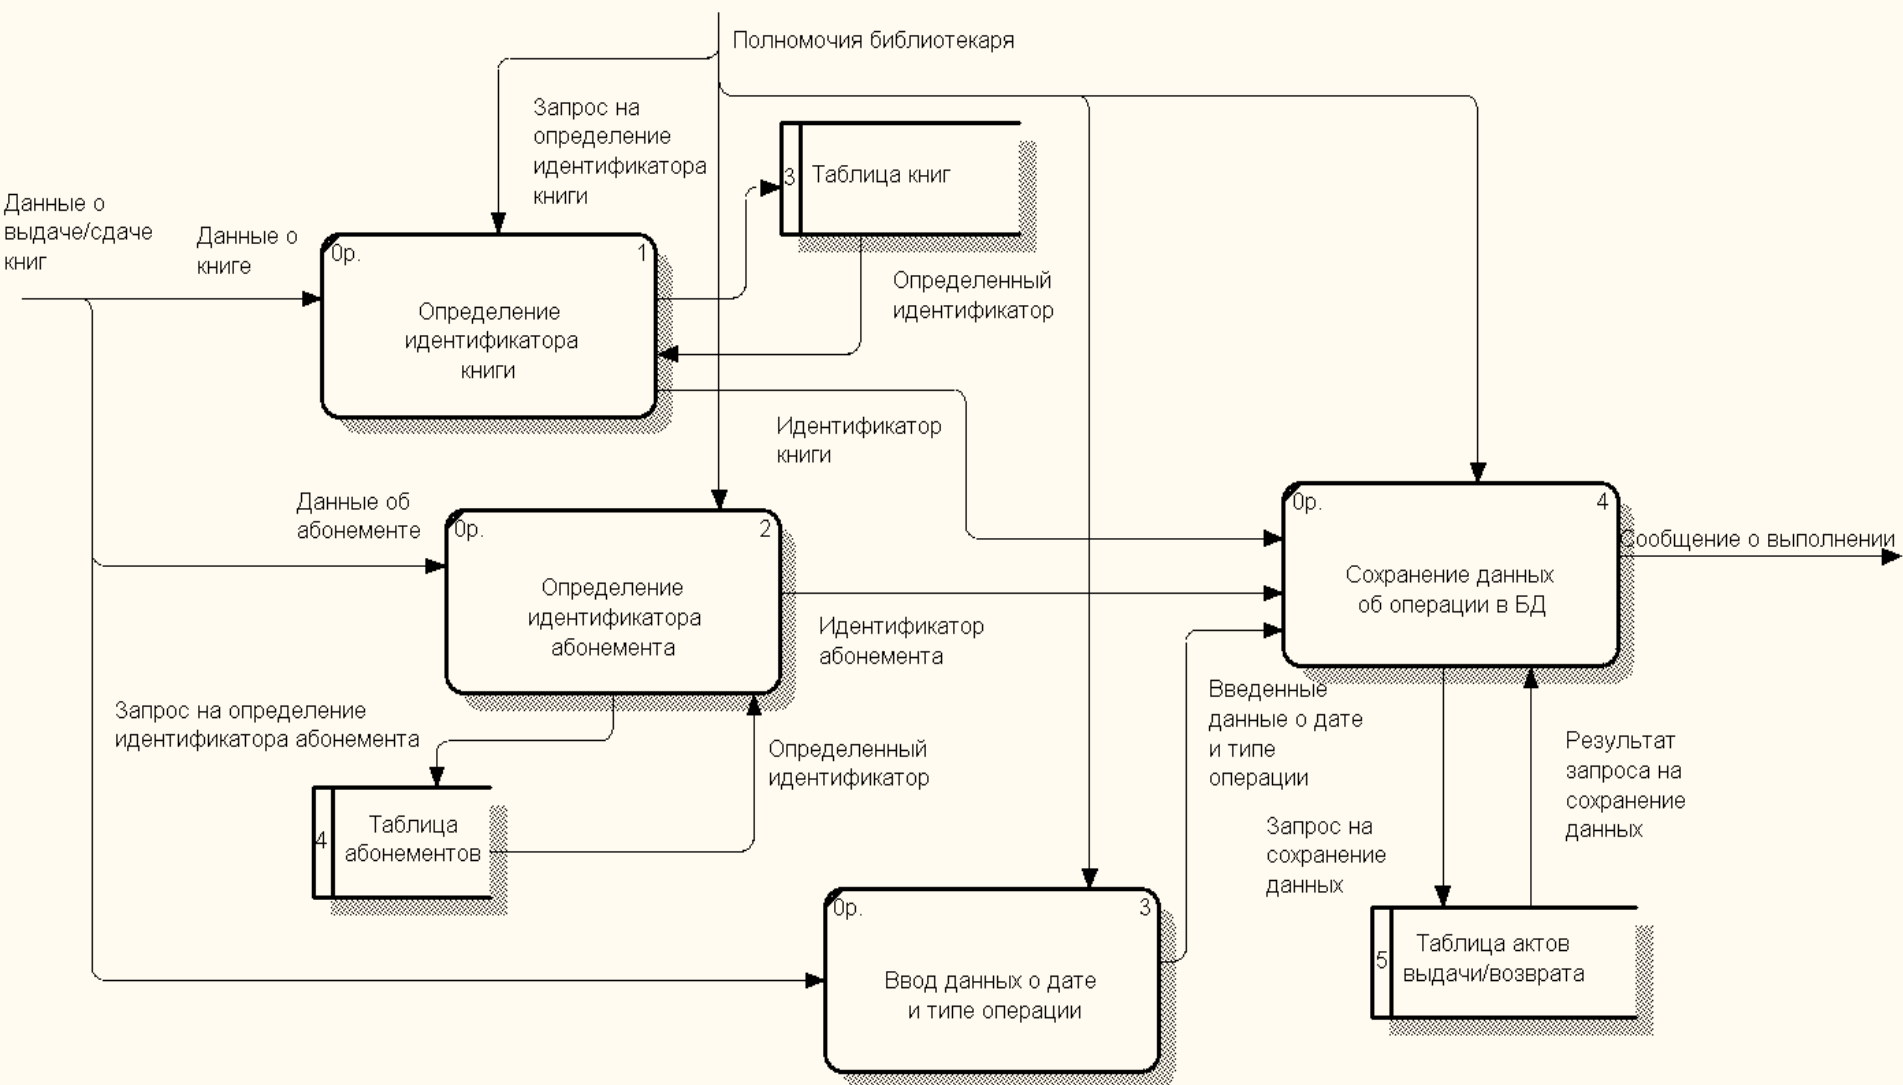 Полномочия библиотекаря
Запрос на
определение
идентификатора
книги
3
Таблица книг
Данные о
выдаче/сдаче
книг
Данные о
книге
0р.
1
Определение
идентификатора
книги
Определенный
идентификатор
Идентификатор
книги
Данные об
абонементе
0р.
2
Определение
идентификатора
абонемента
0р.
4
Сохранение данных
об операции в БД
Сообщение о выполнении
Идентификатор
абонемента
Запрос на определение
идентификатора абонемента
Определенный
идентификатор
Введенные
данные о дате
и типе
операции
Результат
запроса на
сохранение
данных
4
Таблица
абонементов
Запрос на
сохранение
данных
0р.
3
Ввод данных о дате
и типе операции
5
Таблица актов
выдачи/возврата